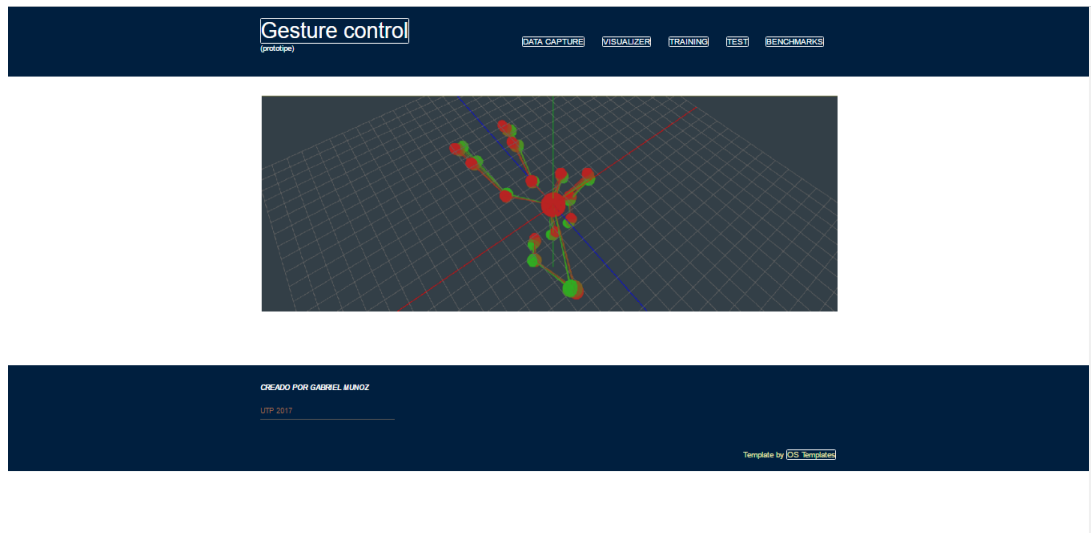 Gesture control
(prototipe)
DATA CAPTURE VISUALIZER TRAINING TEST BENCHMARKS
CREADO POR GABRIEL MUNOZ
UTP 2017
Template by OS Templates